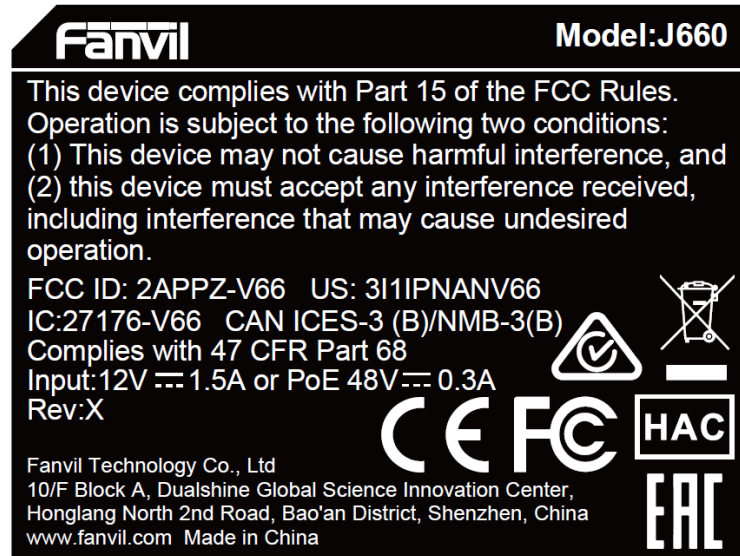 Fanvil
Model:J660
This device complies with Part 15 of the FCC Rules.
Operation is subject to the following two conditions:
(1) This device may not cause harmful interference, and
(2) this device must accept any interference received,
including interference that may cause undesired
operation.
FCC ID: 2APPZ-V66   US: 3I1IPNANV66
IC:27176-V66   CAN ICES-3 (B)/NMB-3(B)
Complies with 47 CFR Part 68
Input:12V ⎓ 1.5A or PoE 48V ⎓ 0.3A
Rev:X
CE FC HAC
EAC
Fanvil Technology Co., Ltd
10/F Block A, Dualshine Global Science Innovation Center,
Honglang North 2nd Road, Bao'an District, Shenzhen, China
www.fanvil.com  Made in China